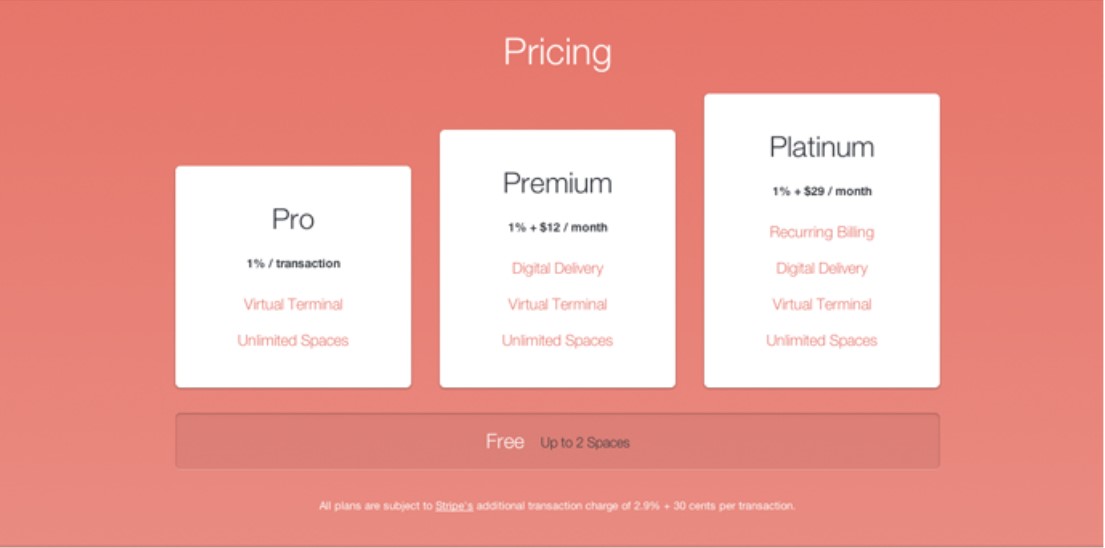 Pricing
Pro
1% / transaction
Virtual Terminal
Unlimited Spaces
Premium
1% + $12 / month
Digital Delivery
Virtual Terminal
Unlimited Spaces
Platinum
1% + $29 / month
Recurring Billing
Digital Delivery
Virtual Terminal
Unlimited Spaces
Free Up to 2 Spaces
All plans are subject to Stripe's additional transaction charge of 2.9% + 30 cents per transaction.